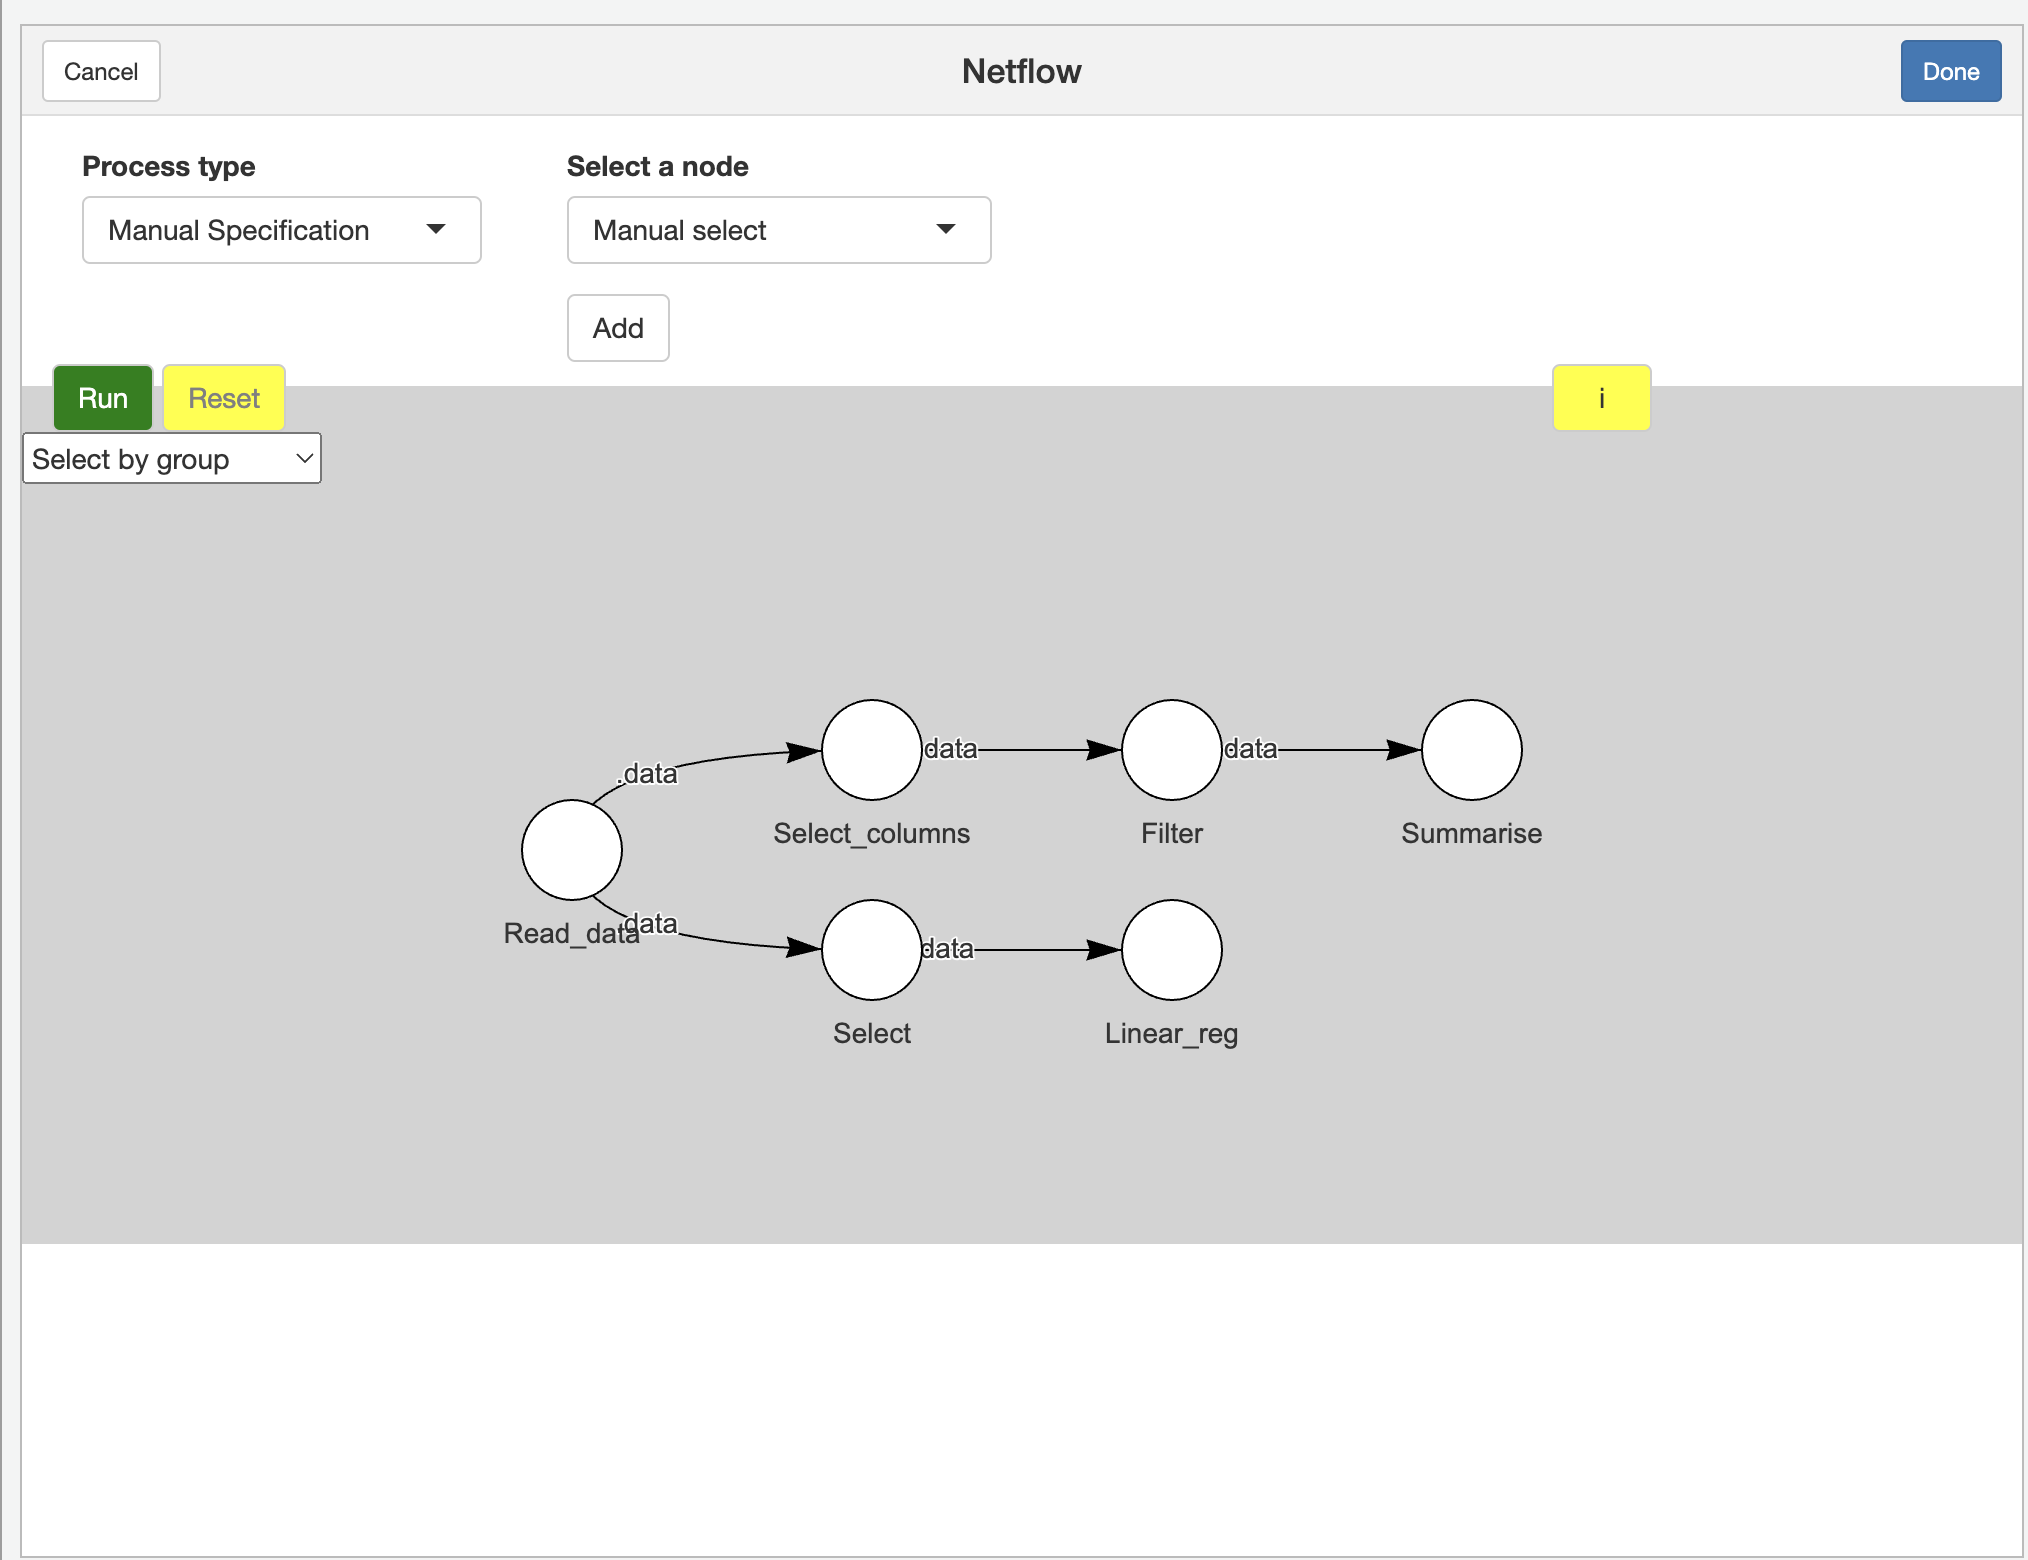 Cancel
Netflow
Done
Process type
Select a node
Manual Specification
Manual select
Add
Run
Reset
i
Select by group
.data
data
data
Select_columns
Filter
Summarise
data
Read_data
data
Select
Linear_reg